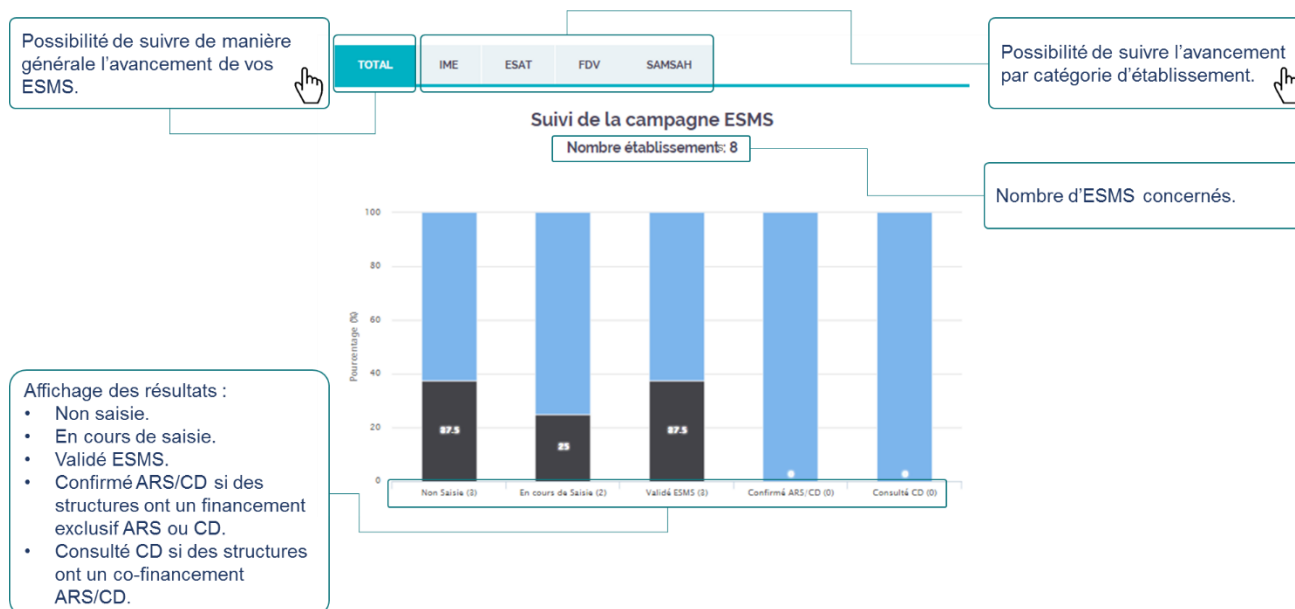 Possibilité de suivre de manière
générale l'avancement de vos
ESMS.
TOTAL IME ESAT FDV SAMSAH
Possibilité de suivre l'avancement
par catégorie d'établissement.
Suivi de la campagne ESMS
Nombre établissements: 8
Nombre d'ESMS concernés.
Pourcentage (%)
100
80
60
40
20
0
37.5
25
37.5
0
0
Non Saisie (3)
En cours de Saisie (2)
Validé ESMS (3)
Confirmé ARS/CD (0)
Consulté CD (0)
Affichage des résultats :
• Non saisie.
• En cours de saisie.
• Validé ESMS.
• Confirmé ARS/CD si des
structures ont un financement
exclusif ARS ou CD.
• Consulté CD si des structures
ont un co-financement
ARS/CD.